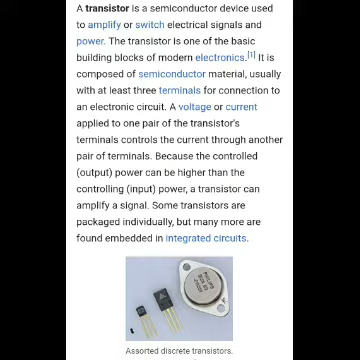 A transistor is a semiconductor device used
to amplify or switch electrical signals and
power. The transistor is one of the basic
building blocks of modern electronics.[1] It is
composed of semiconductor material, usually
with at least three terminals for connection to
an electronic circuit. A voltage or current
applied to one pair of the transistor's
terminals controls the current through another
pair of terminals. Because the controlled
(output) power can be higher than the
controlling (input) power, a transistor can
amplify a signal. Some transistors are
packaged individually, but many more are
found embedded in integrated circuits.
PHILIPS
Assorted discrete transistors.